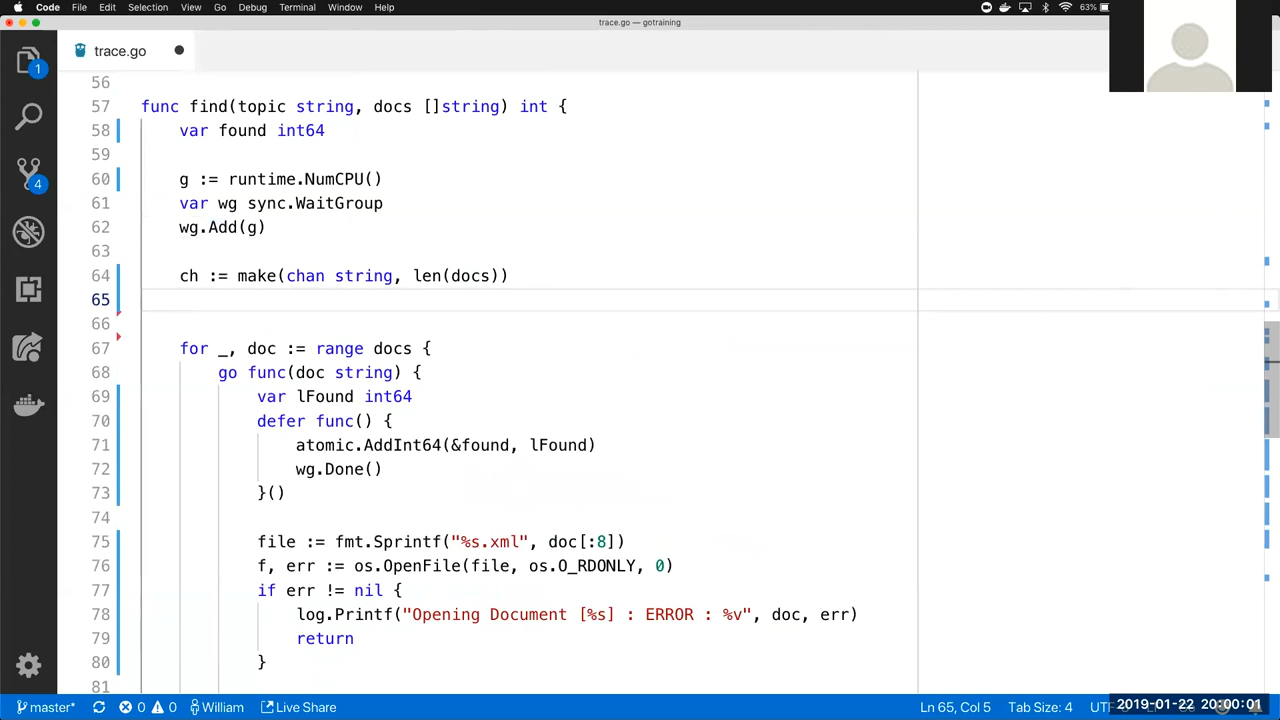 Code File Edit Selection View Go Debug Terminal Window Help 63%
trace.go — gotraining
trace.go
1
4
56
57 func find(topic string, docs []string) int {
58 var found int64
59
60 g := runtime.NumCPU()
61 var wg sync.WaitGroup
62 wg.Add(g)
63
64 ch := make(chan string, len(docs))
65
66
67 for _, doc := range docs {
68 go func(doc string) {
69 var lFound int64
70 defer func() {
71 atomic.AddInt64(&found, lFound)
72 wg.Done()
73 }()
74
75 file := fmt.Sprintf("%s.xml", doc[:8])
76 f, err := os.OpenFile(file, os.O_RDONLY, 0)
77 if err != nil {
78 log.Printf("Opening Document [%s] : ERROR : %v", doc, err)
79 return
80 }
81
master* 0 0 William Live Share Ln 65, Col 5 Tab Size: 4 2019-01-22 20:00:01